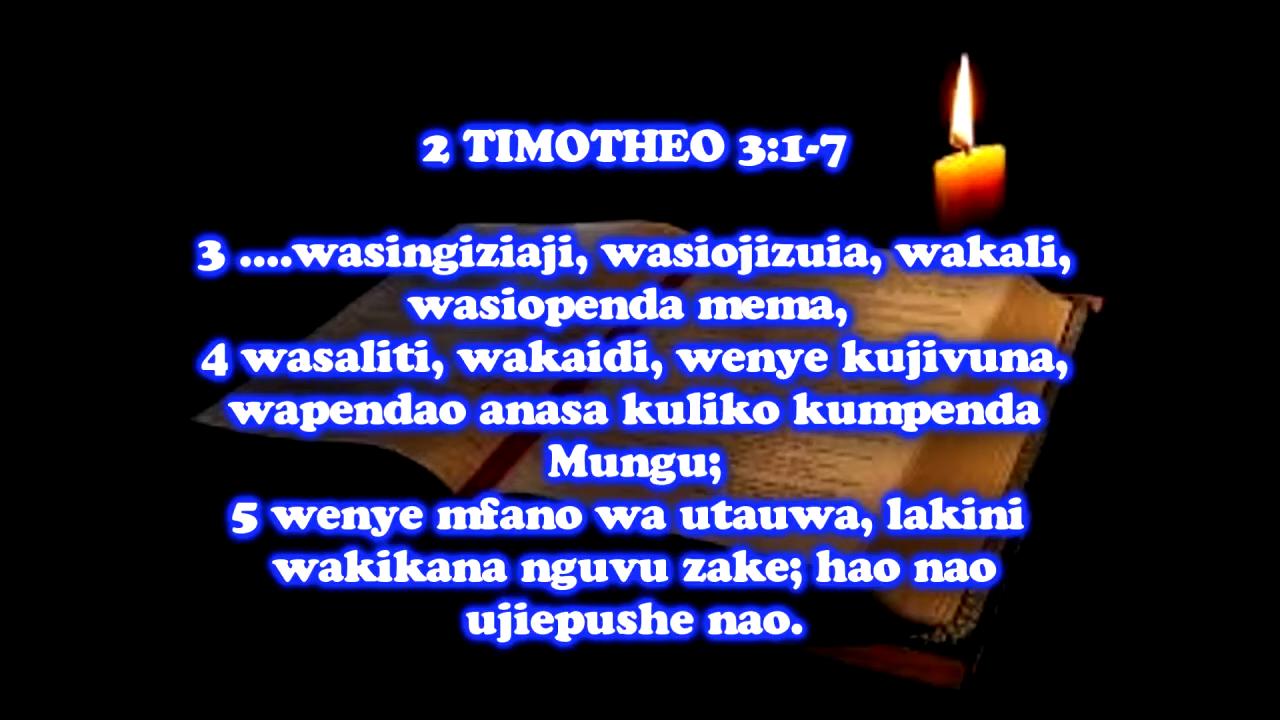 2 TIMOTHEO 3:1-7
3 ....wasingiziaji, wasiojizuia, wakali,
wasiopenda mema,
4 wasaliti, wakaidi, wenye kujivuna,
wapendao anasa kuliko kumpenda
Mungu;
5 wenye mfano wa utauwa, lakini
wakikana nguvu zake; hao nao
ujiepushe nao.